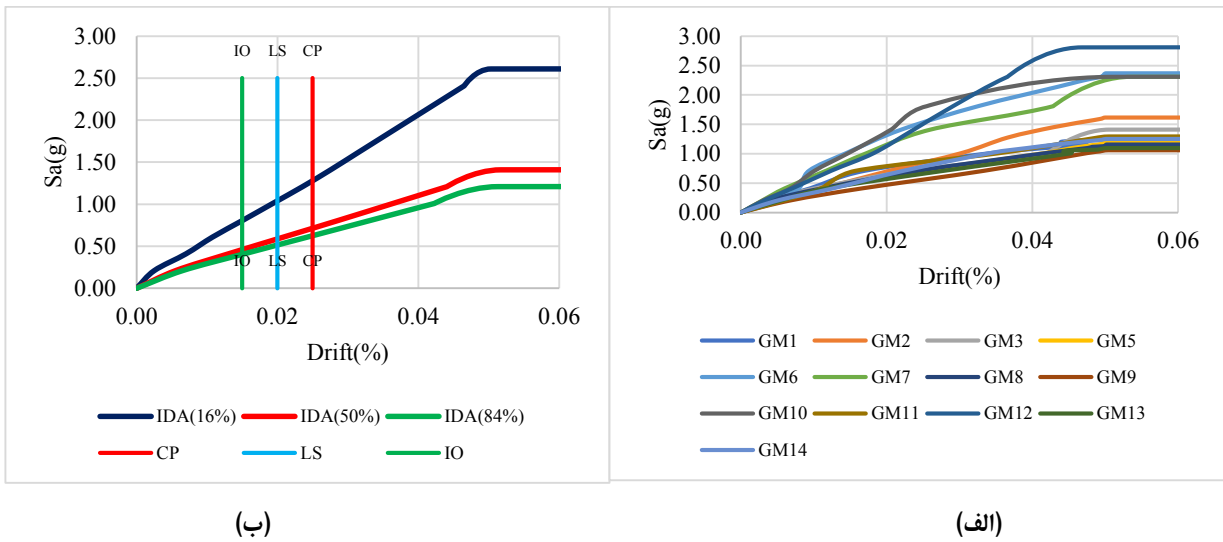 3.00
2.50
2.00
1.50
1.00
0.50
0.00
Sa(g)
IO LS CP
IO LS CP
0.00 0.02 0.04 0.06
Drift(%)
IDA(16%) IDA(50%) IDA(84%)
CP LS IO
(ب)
3.00
2.50
2.00
1.50
1.00
0.50
0.00
Sa(g)
0.00 0.02 0.04 0.06
Drift(%)
GM1 GM2 GM3 GM5
GM6 GM7 GM8 GM9
GM10 GM11 GM12 GM13
GM14
(الف)